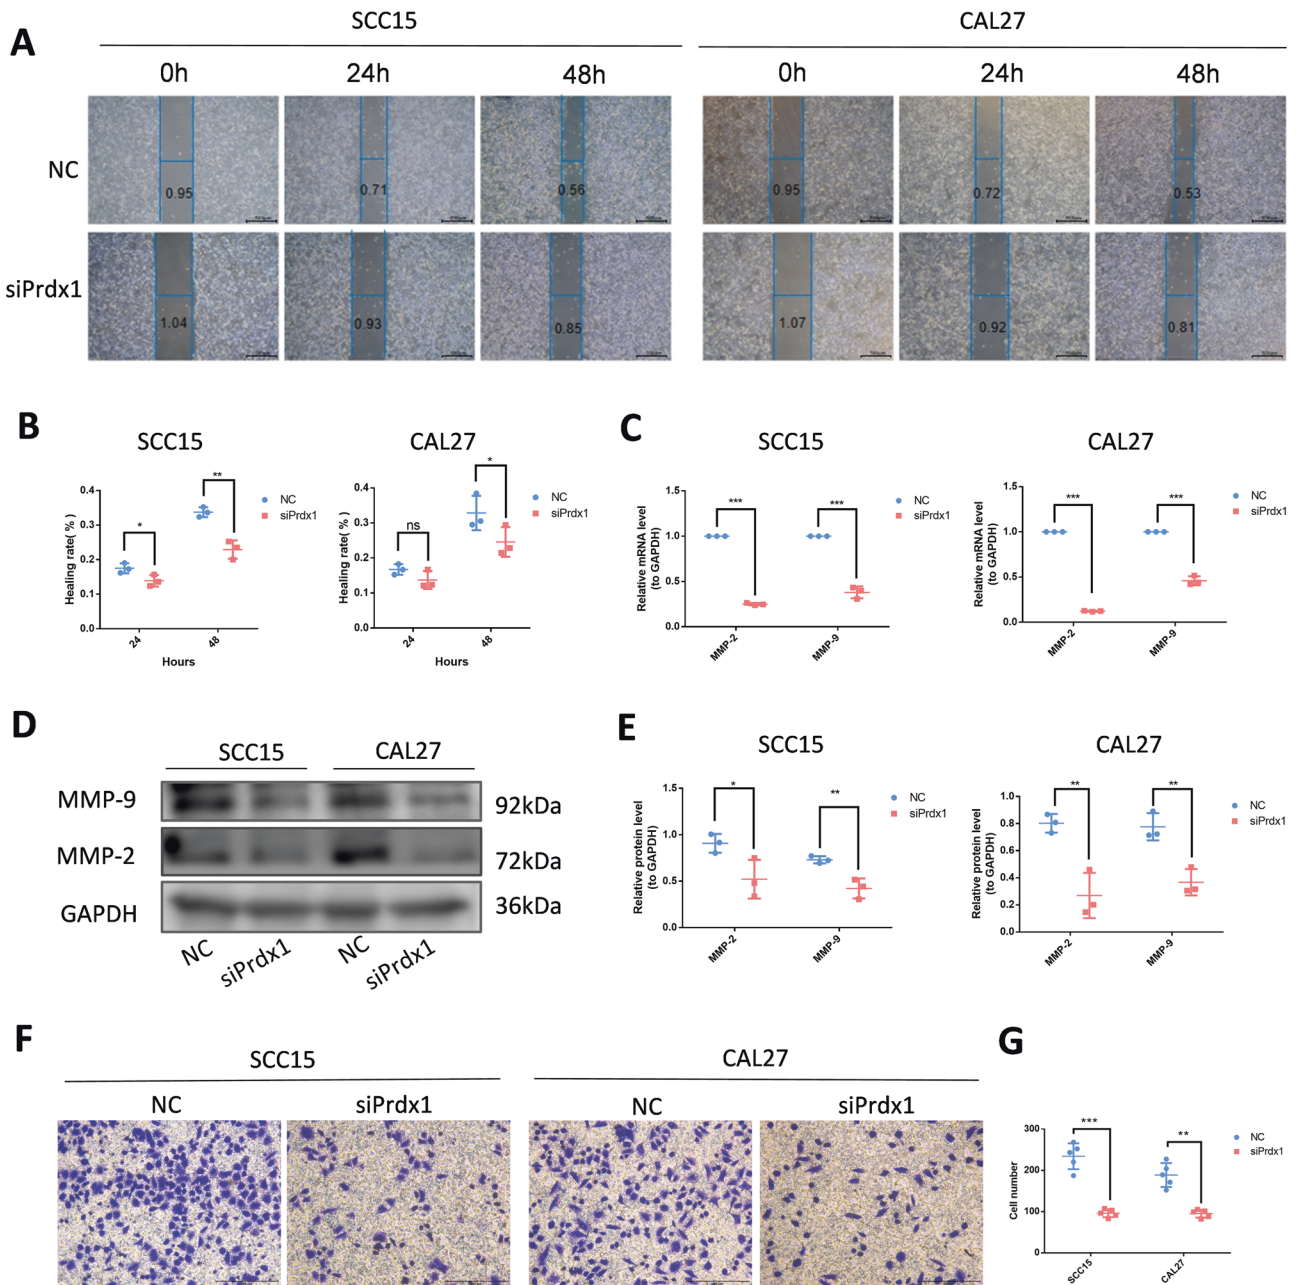 A
SCC15
CAL27
0h
24h
48h
0h
24h
48h
NC
0.95
0.71
0.56
0.95
0.72
0.53
siPrdx1
1.04
0.93
0.85
1.07
0.92
0.81
B
SCC15
CAL27
Healing rate( % )
0.4
0.3
0.2
0.1
0.0
*
**
24
48
Hours
NC
siPrdx1
Healing rate( % )
0.4
0.3
0.2
0.1
0.0
ns
*
24
48
Hours
NC
siPrdx1
C
SCC15
CAL27
Relative mRNA level
(to GAPDH)
1.5
1.0
0.5
0.0
***
***
MMP-2
MMP-9
NC
siPrdx1
Relative mRNA level
(to GAPDH)
1.5
1.0
0.5
0.0
***
***
MMP-2
MMP-9
NC
siPrdx1
D
SCC15
CAL27
MMP-9
92kDa
MMP-2
72kDa
GAPDH
36kDa
NC
siPrdx1
NC
siPrdx1
E
SCC15
CAL27
Relative protein level
(to GAPDH)
1.5
1.0
0.5
0.0
*
**
MMP-2
MMP-9
NC
siPrdx1
Relative protein level
(to GAPDH)
1.0
0.8
0.6
0.4
0.2
0.0
**
**
MMP-2
MMP-9
NC
siPrdx1
F
SCC15
CAL27
NC
siPrdx1
NC
siPrdx1
G
Cell number
300
200
100
0
***
**
SCC15
CAL27
NC
siPrdx1